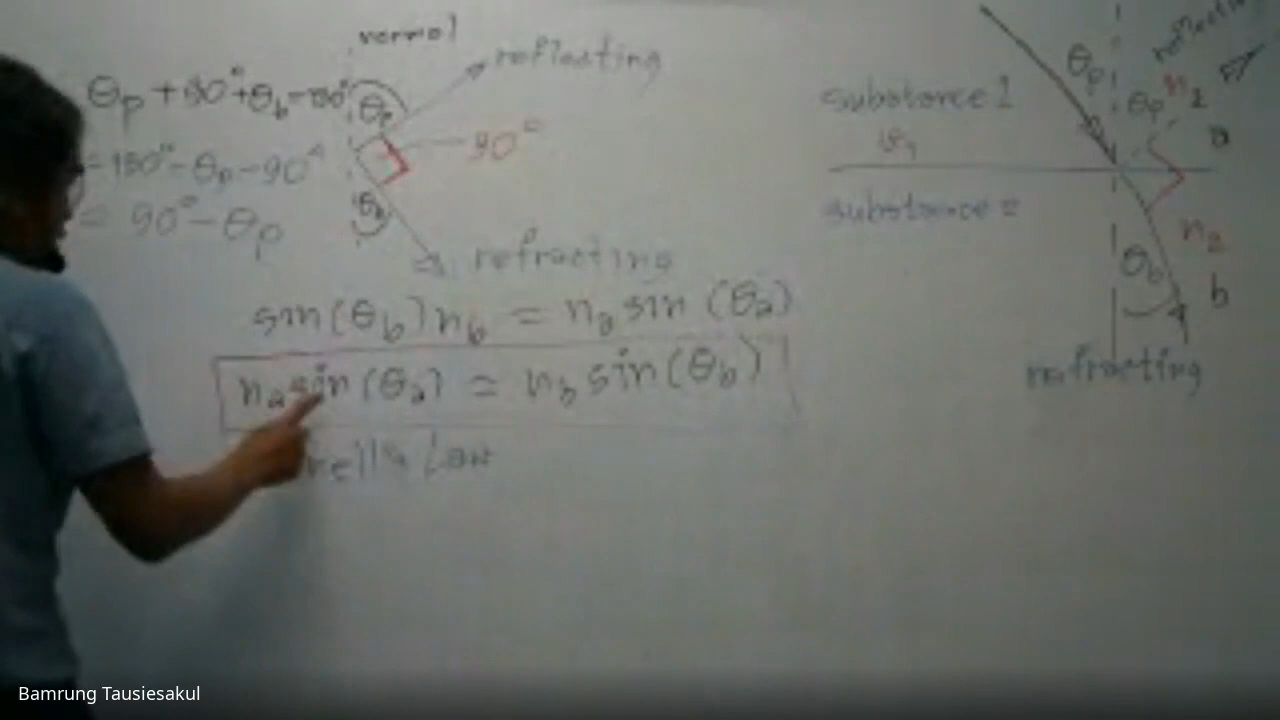 normal
reflecting
θp + 90° + θb = 180°
θp
90°
= 180° - θp - 90°
= 90° - θp
θb
refracting
sin(θb) nb = na sin (θa)
na sin(θa) = nb sin(θb)
Law
θp
reflecting
substance 1
θp
a
substance 2
n2
θb
b
refracting
Bamrung Tausiesakul